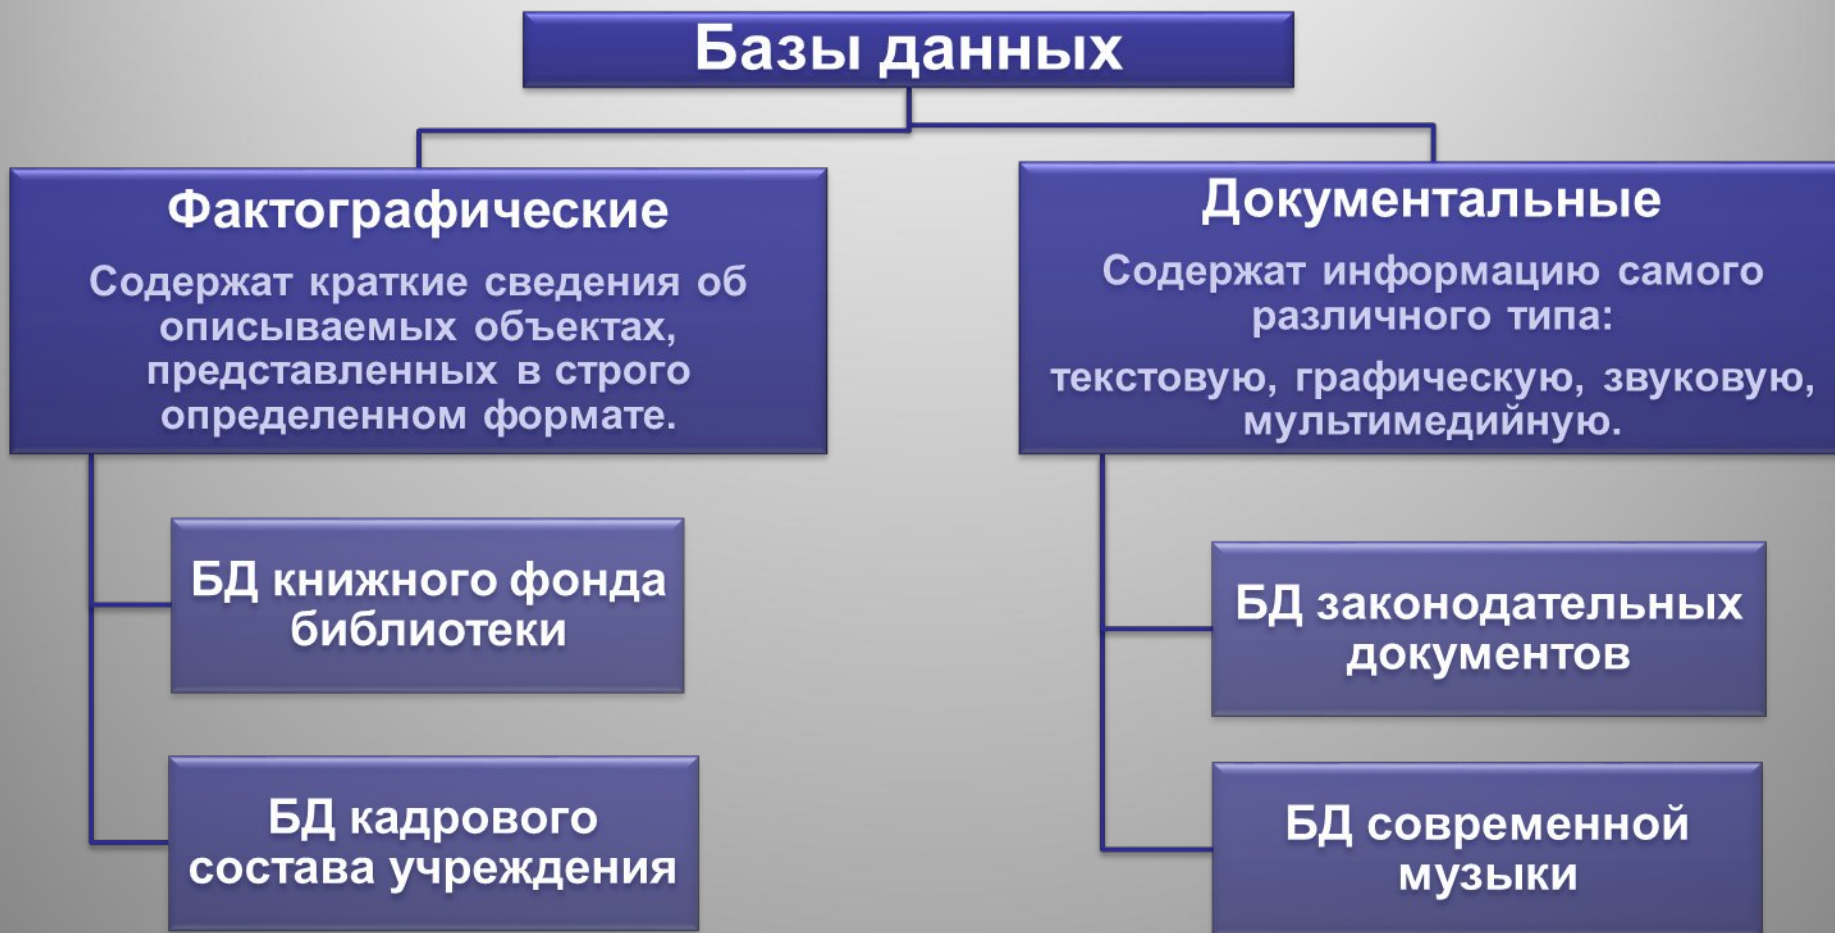 Базы данных
Фактографические
Содержат краткие сведения об
описываемых объектах,
представленных в строго
определенном формате.
БД книжного фонда
библиотеки
БД кадрового
состава учреждения
Документальные
Содержат информацию самого
различного типа:
текстовую, графическую, звуковую,
мультимедийную.
БД законодательных
документов
БД современной
музыки